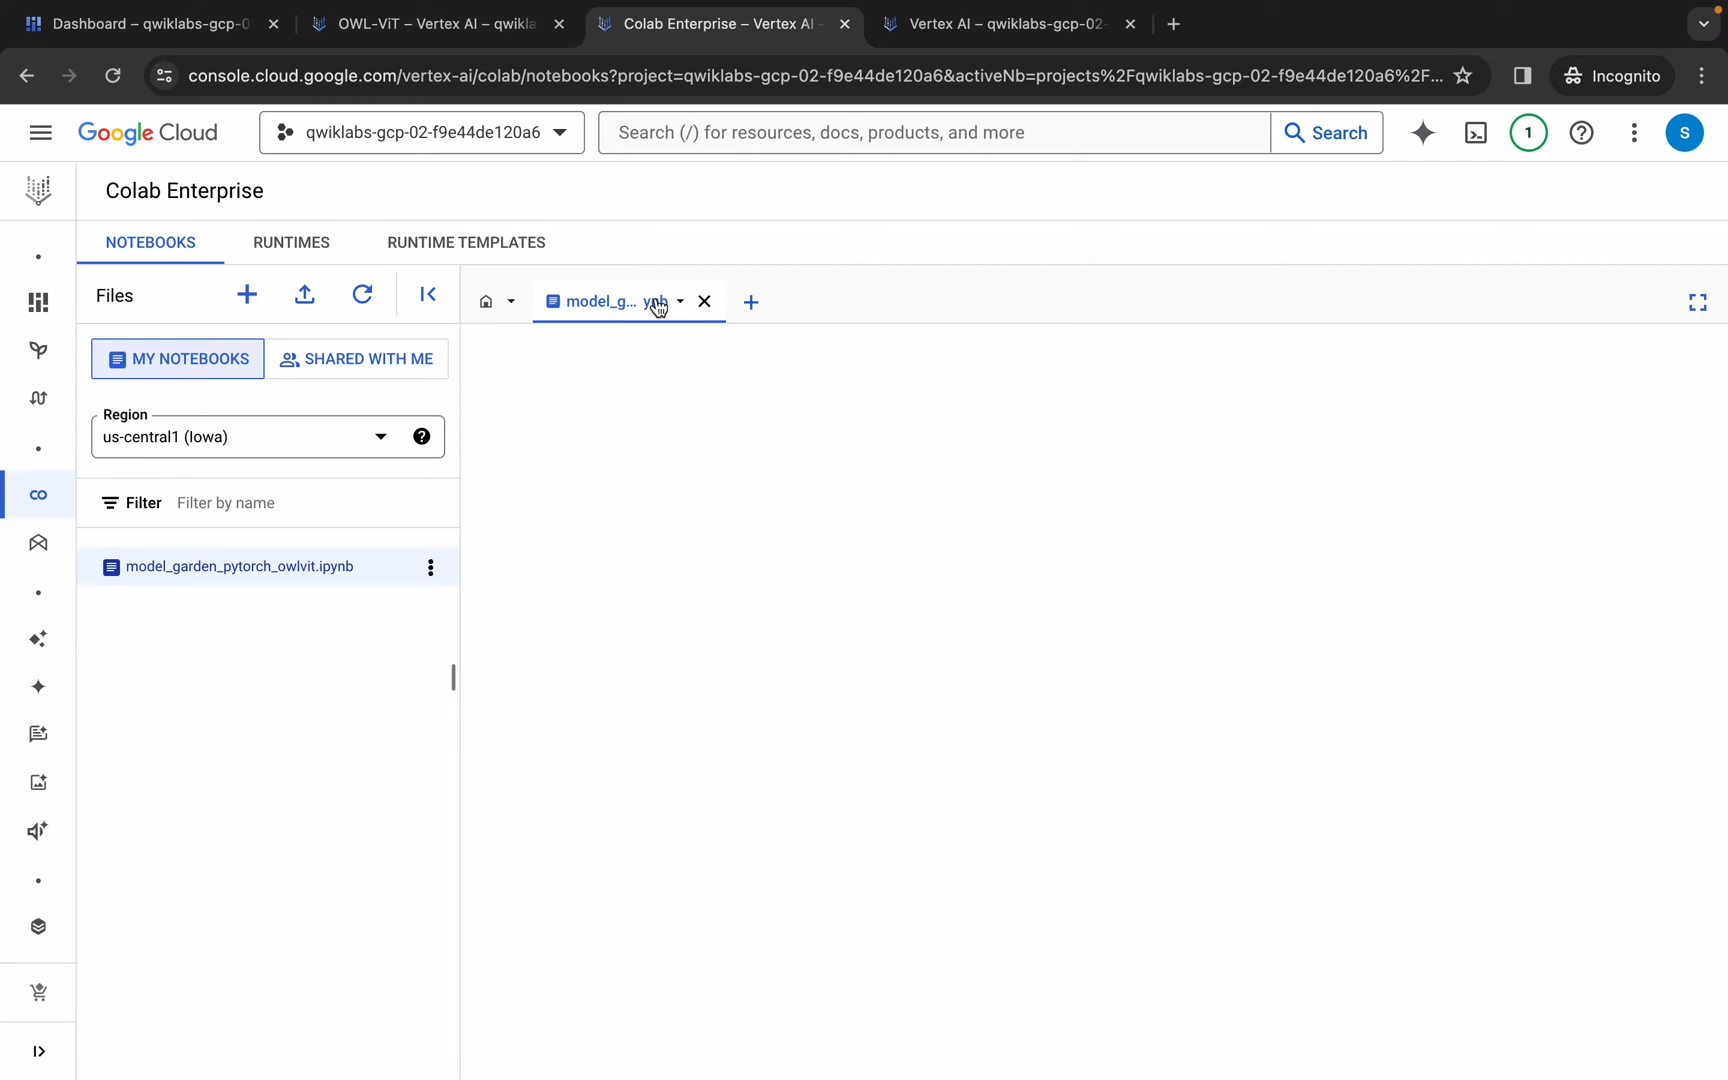 Dashboard – qwiklabs-gcp-0
OWL-ViT – Vertex AI – qwikla
Colab Enterprise – Vertex AI –
Vertex AI – qwiklabs-gcp-02-
console.cloud.google.com/vertex-ai/colab/notebooks?project=qwiklabs-gcp-02-f9e44de120a6&activeNb=projects%2Fqwiklabs-gcp-02-f9e44de120a6%2F...
Incognito
Google Cloud
qwiklabs-gcp-02-f9e44de120a6
Search (/) for resources, docs, products, and more
Search
1
S
Colab Enterprise
NOTEBOOKS
RUNTIMES
RUNTIME TEMPLATES
Files
model_g... ynb
MY NOTEBOOKS
SHARED WITH ME
Region
us-central1 (Iowa)
Filter
Filter by name
model_garden_pytorch_owlvit.ipynb